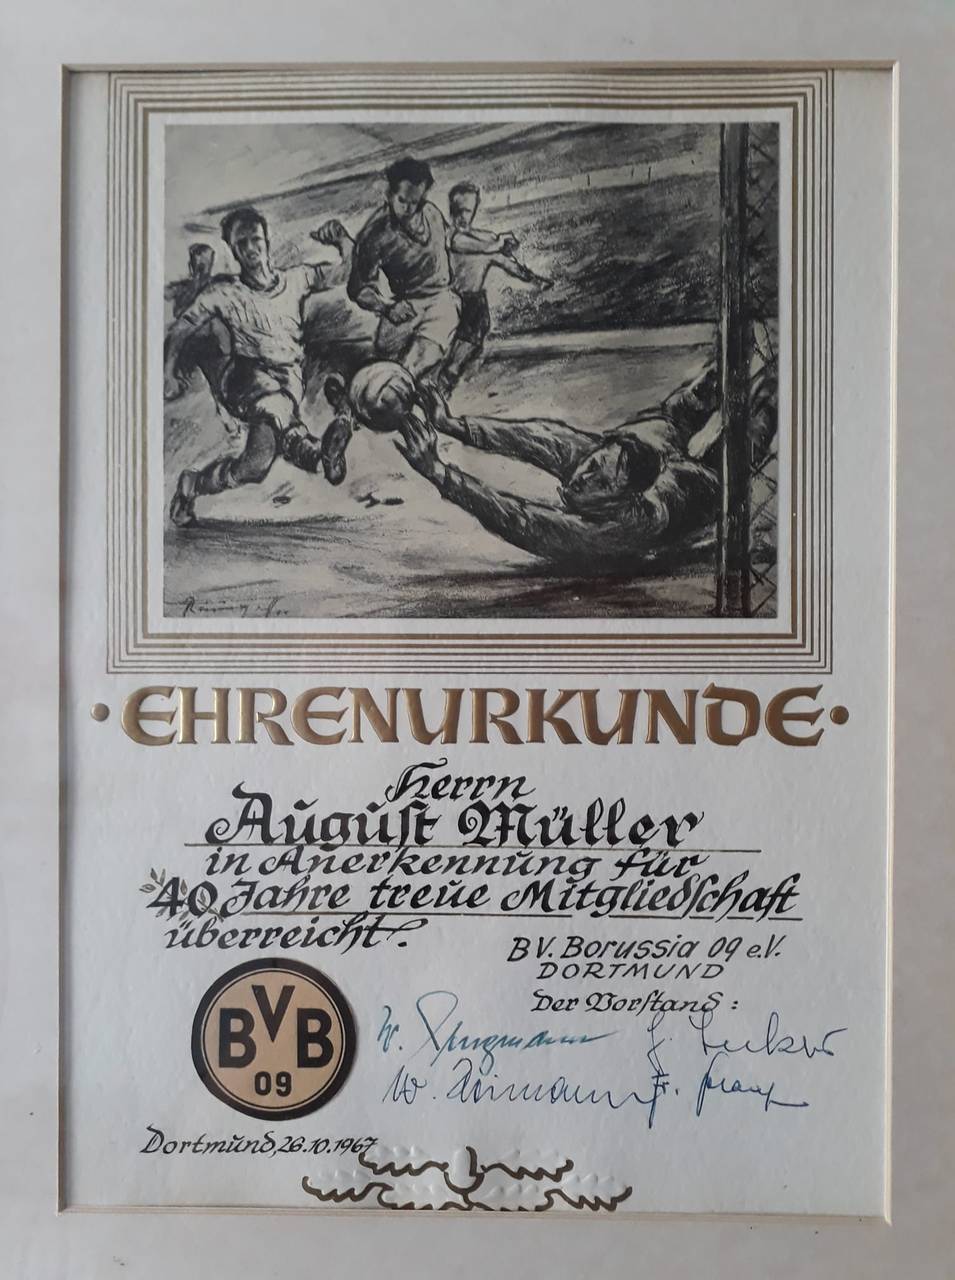 ·EHRENURKUNDE·
Herrn
August Müller
in Anerkennung für
40 Jahre treue Mitgliedschaft
überreicht.
BV. Borussia 09 e.V.
DORTMUND
Der Vorstand:
W.
W.
F.
BVB
09
Dortmund, 26.10.1967